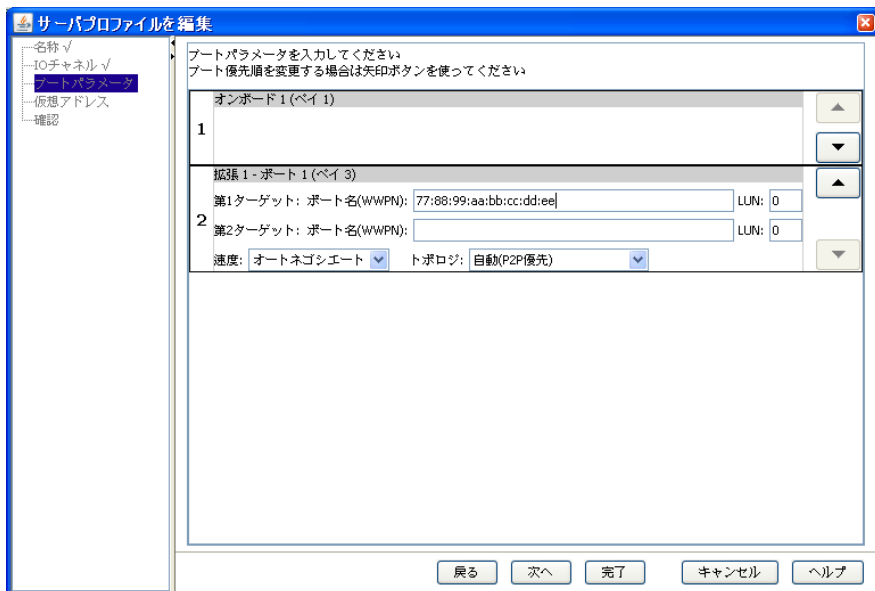 サーバプロファイルを編集
名称 √
IOチャネル √
ブートパラメータ
仮想アドレス
確認
ブートパラメータを入力してください
ブート優先順を変更する場合は矢印ボタンを使ってください
1
オンボード 1 (ベイ 1)
2
拡張 1 - ポート 1 (ベイ 3)
第1ターゲット: ポート名(WWPN): 77:88:99:aa:bb:cc:dd:ee LUN: 0
第2ターゲット: ポート名(WWPN): LUN: 0
速度: オートネゴシエート トポロジ: 自動(P2P優先)
戻る 次へ 完了 キャンセル ヘルプ